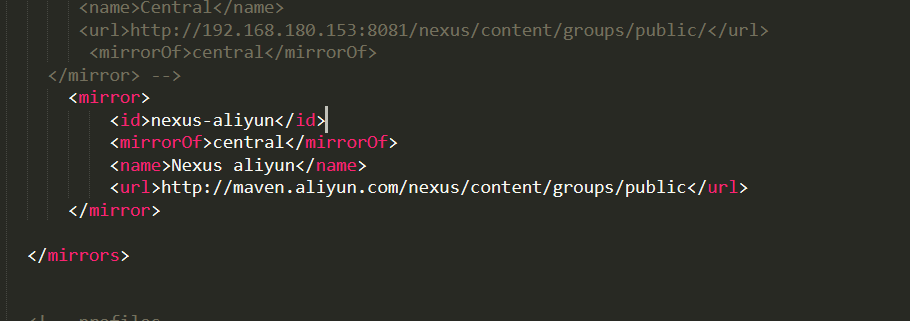 <name>Central</name>
<url>http://192.168.180.153:8081/nexus/content/groups/public/</url>
<mirrorOf>central</mirrorOf>
</mirror> -->
<mirror>
<id>nexus-aliyun</id>
<mirrorOf>central</mirrorOf>
<name>Nexus aliyun</name>
<url>http://maven.aliyun.com/nexus/content/groups/public</url>
</mirror>
</mirrors>
profiles